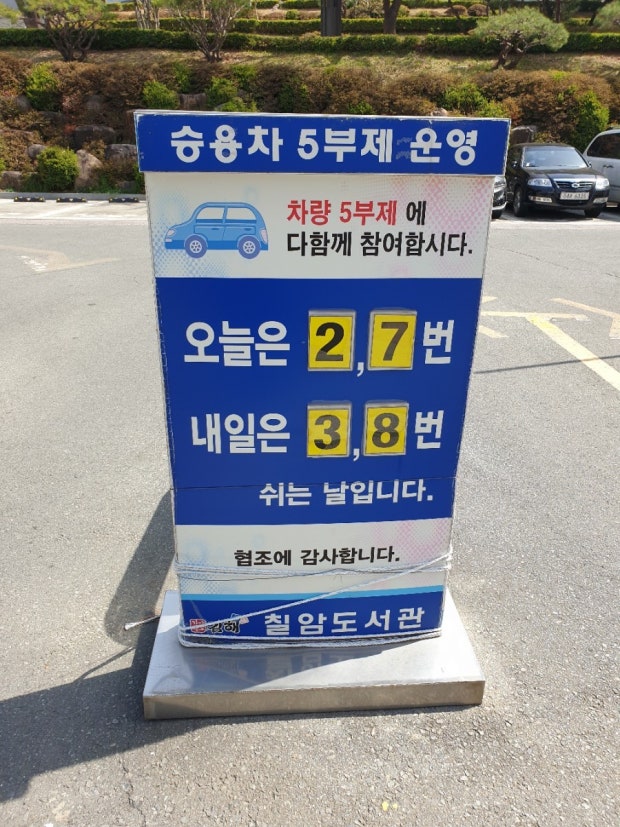 승용차 5부제 운영
차량 5부제 에
다함께 참여합시다.
오늘은 2,7번
내일은 3,8번
쉬는 날입니다.
협조에 감사합니다.
김해 칠암도서관